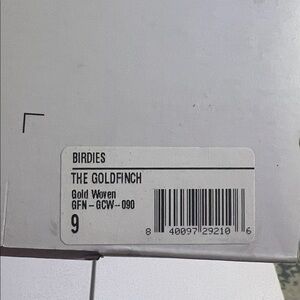 BIRDIES
THE GOLDFINCH
Gold Woven
GFN-GCW--090
9
8 40097 29210 6